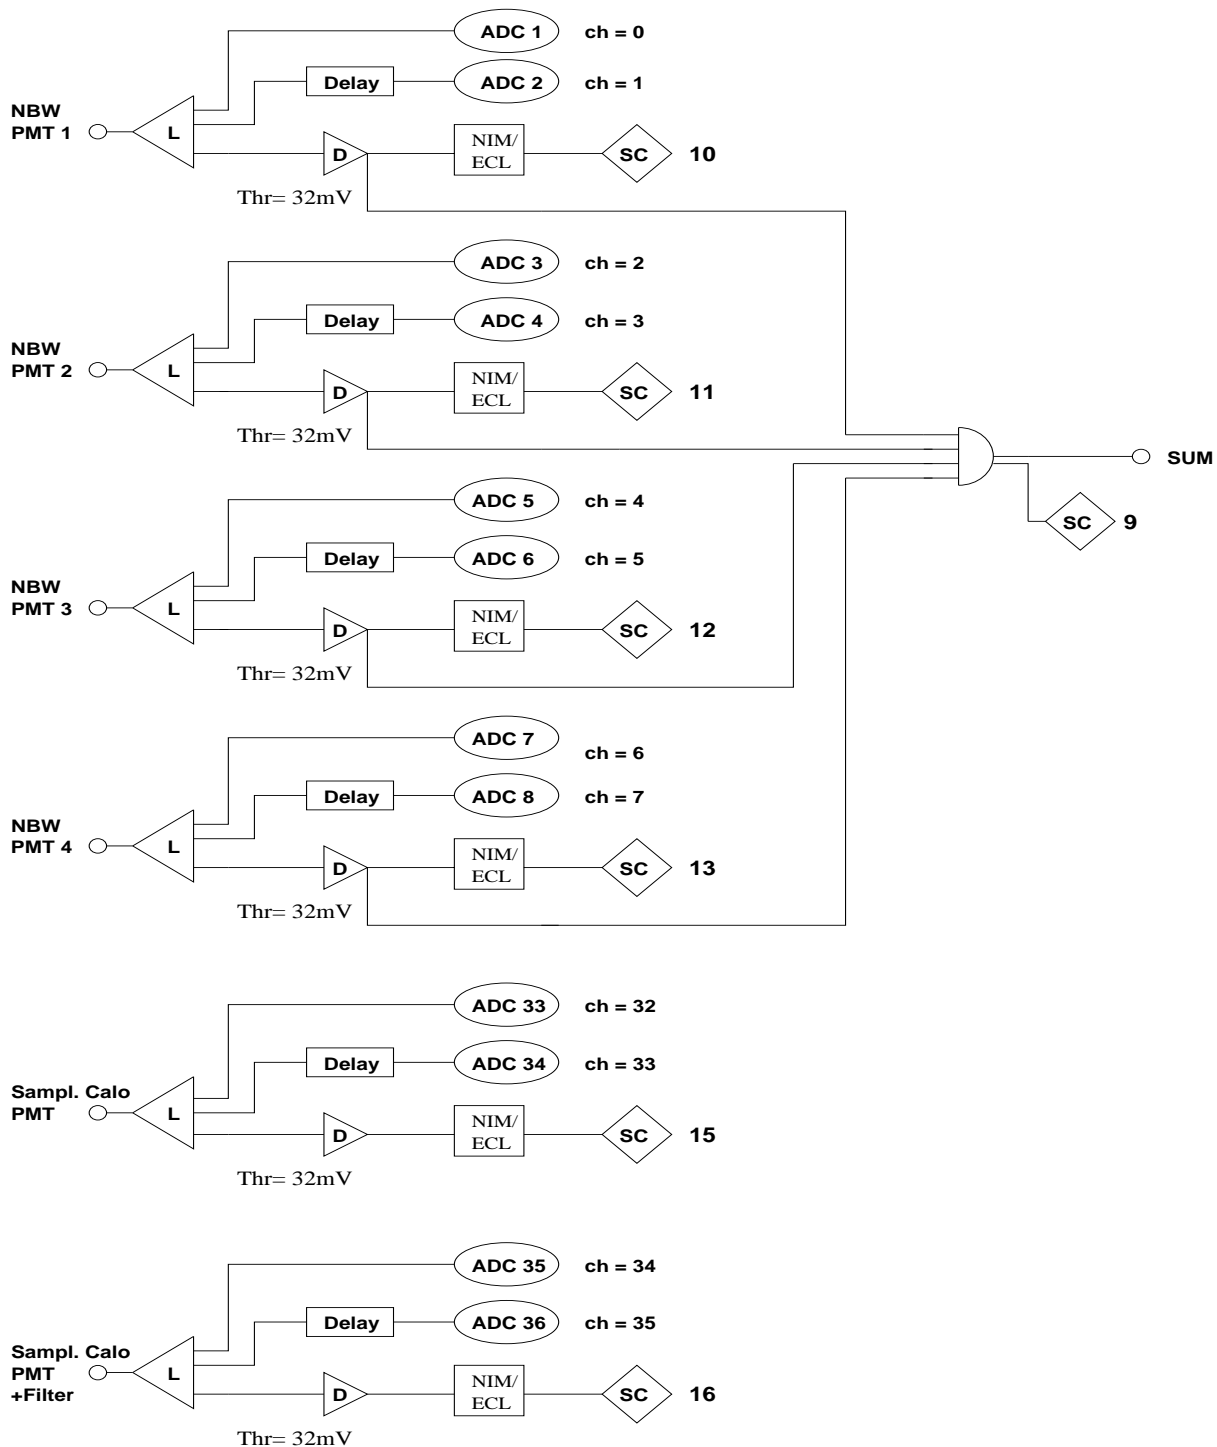 ADC 1 ch = 0
Delay ADC 2 ch = 1
NBW
PMT 1
L
D NIM/
ECL SC 10
Thr= 32mV
ADC 3 ch = 2
Delay ADC 4 ch = 3
NBW
PMT 2
L
D NIM/
ECL SC 11
Thr= 32mV
SUM
SC 9
ADC 5 ch = 4
Delay ADC 6 ch = 5
NBW
PMT 3
L
D NIM/
ECL SC 12
Thr= 32mV
ADC 7 ch = 6
Delay ADC 8 ch = 7
NBW
PMT 4
L
D NIM/
ECL SC 13
Thr= 32mV
ADC 33 ch = 32
Delay ADC 34 ch = 33
Sampl. Calo
PMT
L
D NIM/
ECL SC 15
Thr= 32mV
ADC 35 ch = 34
Delay ADC 36 ch = 35
Sampl. Calo
PMT
+Filter
L
D NIM/
ECL SC 16
Thr= 32mV